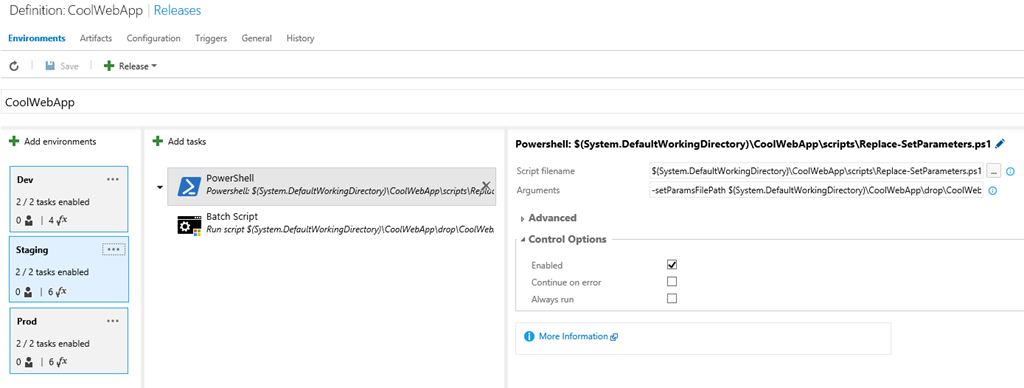 Definition: CoolWebApp | Releases
Environments Artifacts Configuration Triggers General History
Save Release
CoolWebApp
Add environments
Dev
2 / 2 tasks enabled
0 | 4 fx
Staging
2 / 2 tasks enabled
0 | 6 fx
Prod
2 / 2 tasks enabled
0 | 6 fx
Add tasks
PowerShell
Powershell: $(System.DefaultWorkingDirectory)\CoolWebApp\scripts\Replac
Batch Script
Run script $(System.DefaultWorkingDirectory)\CoolWebApp\drop\CoolWeb.
Powershell: $(System.DefaultWorkingDirectory)\CoolWebApp\scripts\Replace-SetParameters.ps1
Script filename $(System.DefaultWorkingDirectory)\CoolWebApp\scripts\Replace-SetParameters.ps1 ...
Arguments -setParamsFilePath $(System.DefaultWorkingDirectory)\CoolWebApp\drop\CoolWeb
Advanced
Control Options
Enabled
Continue on error
Always run
More Information